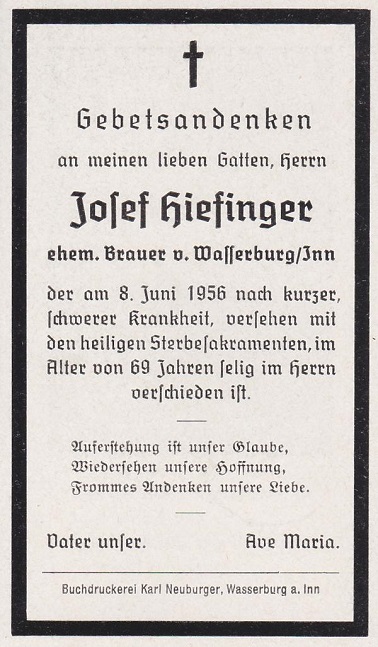 Gebetsandenken
an meinen lieben Gatten, Herrn
Josef Hiefinger
ehem. Brauer v. Wasserburg/Inn
der am 8. Juni 1956 nach kurzer,
schwerer Krankheit, versehen mit
den heiligen Sterbesakramenten, im
Alter von 69 Jahren selig im Herrn
verschieden ist.
Auferstehung ist unser Glaube,
Wiedersehen unsere Hoffnung,
Frommes Andenken unsere Liebe.
Vater unser. Ave Maria.
Buchdruckerei Karl Neuburger, Wasserburg a. Inn